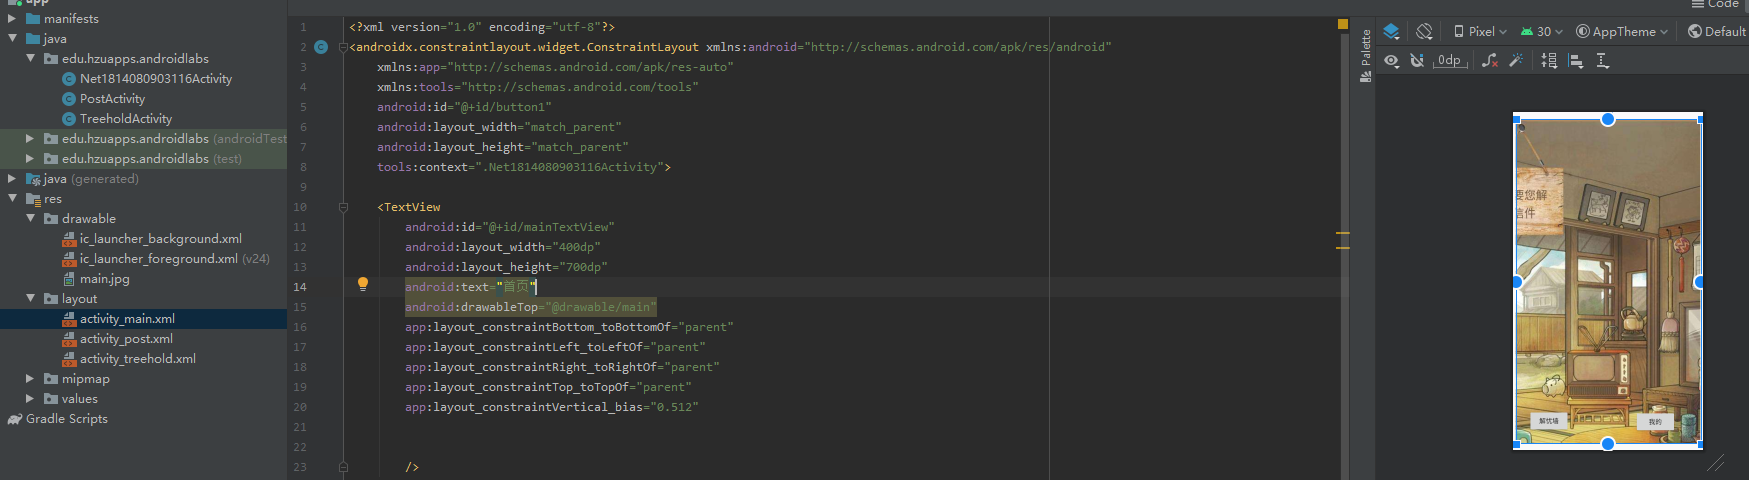 app
manifests
java
edu.hzuapps.androidlabs
Net1814080903116Activity
PostActivity
TreeholdActivity
edu.hzuapps.androidlabs (androidTest
edu.hzuapps.androidlabs (test)
java (generated)
res
drawable
ic_launcher_background.xml
ic_launcher_foreground.xml (v24)
main.jpg
layout
activity_main.xml
activity_post.xml
activity_treehold.xml
mipmap
values
Gradle Scripts
1 <?xml version="1.0" encoding="utf-8"?>
2 <androidx.constraintlayout.widget.ConstraintLayout xmlns:android="http://schemas.android.com/apk/res/android"
3 xmlns:app="http://schemas.android.com/apk/res-auto"
4 xmlns:tools="http://schemas.android.com/tools"
5 android:id="@+id/button1"
6 android:layout_width="match_parent"
7 android:layout_height="match_parent"
8 tools:context=".Net1814080903116Activity">
9
10 <TextView
11 android:id="@+id/mainTextView"
12 android:layout_width="400dp"
13 android:layout_height="700dp"
14 android:text="首页"
15 android:drawableTop="@drawable/main"
16 app:layout_constraintBottom_toBottomOf="parent"
17 app:layout_constraintLeft_toLeftOf="parent"
18 app:layout_constraintRight_toRightOf="parent"
19 app:layout_constraintTop_toTopOf="parent"
20 app:layout_constraintVertical_bias="0.512"
21
22
23 />
Code
Palette
Pixel 30 AppTheme Default
0dp
要您解
信件
解忧墙
我的